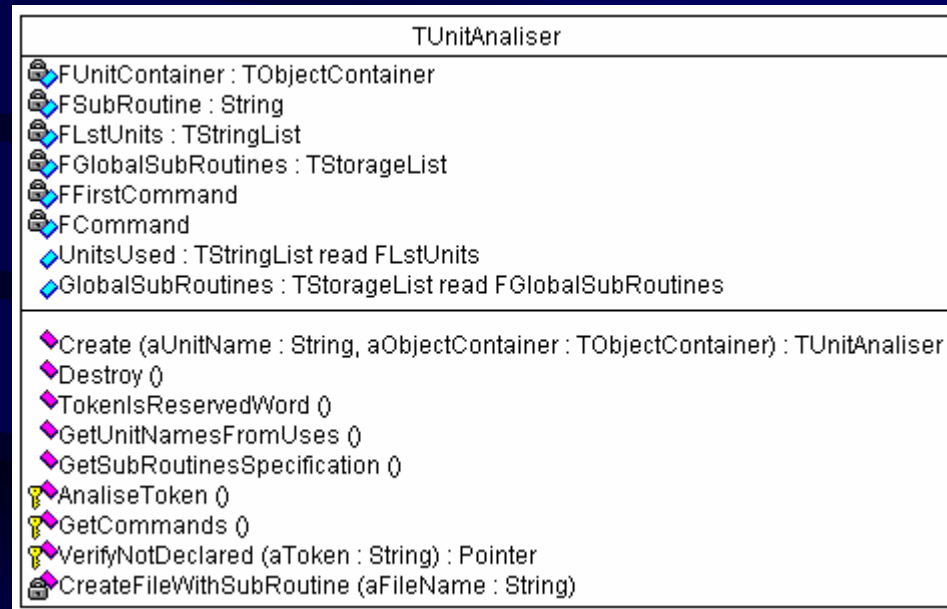 TUnitAnaliser
FUnitContainer : TObjectContainer
FSubRoutine : String
FLstUnits : TStringList
FGlobalSubRoutines : TStorageList
FFirstCommand
FCommand
UnitsUsed : TStringList read FLstUnits
GlobalSubRoutines : TStorageList read FGlobalSubRoutines
Create (aUnitName : String, aObjectContainer : TObjectContainer) : TUnitAnaliser
Destroy ()
TokenIsReservedWord ()
GetUnitNamesFromUses ()
GetSubRoutinesSpecification ()
AnaliseToken ()
GetCommands ()
VerifyNotDeclared (aToken : String) : Pointer
CreateFileWithSubRoutine (aFileName : String)